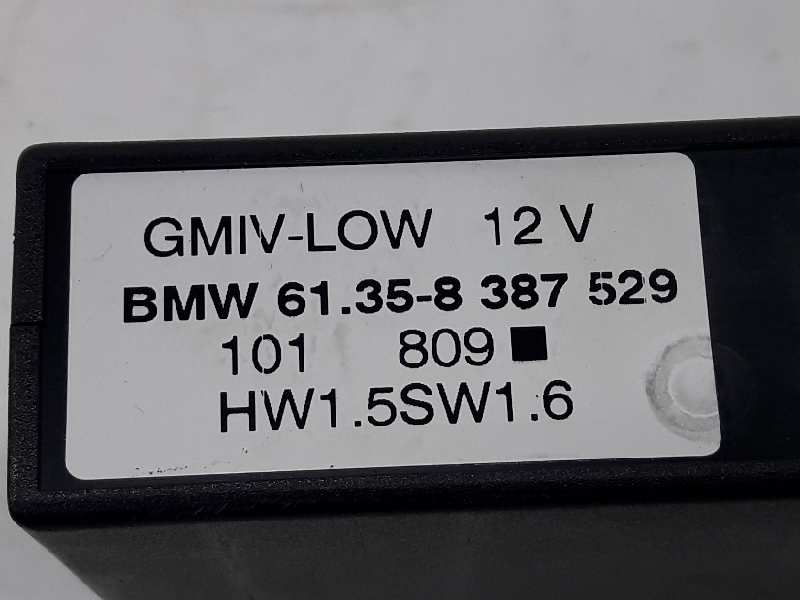 GMIV-LOW 12 V
BMW 61.35-8 387 529
101 809■
HW1.5SW1.6